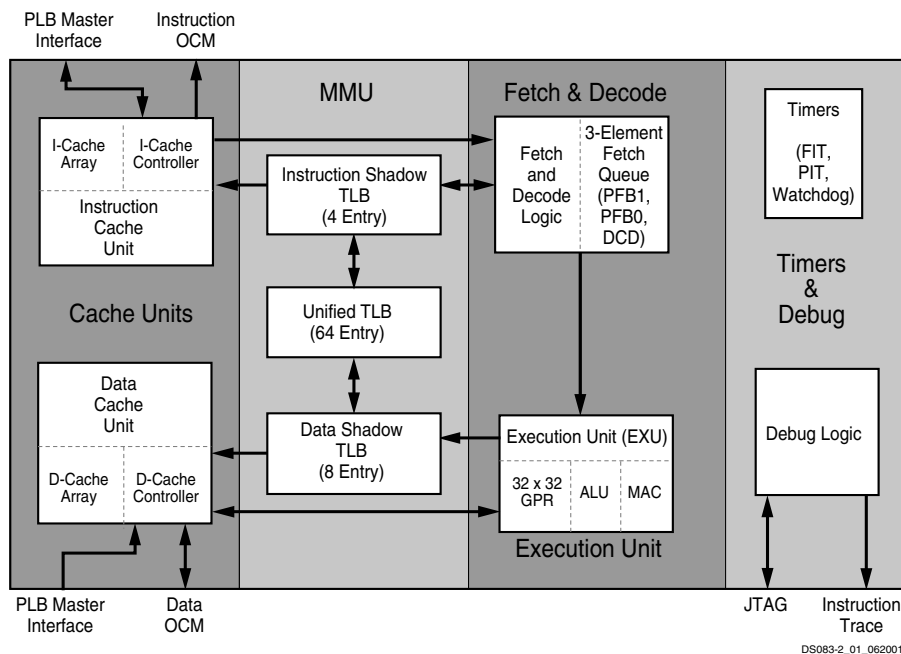 PLB Master
Interface
Instruction
OCM
MMU
Fetch & Decode
I-Cache
Array
I-Cache
Controller
Instruction
Cache
Unit
Instruction Shadow
TLB
(4 Entry)
Fetch
and
Decode
Logic
3-Element
Fetch
Queue
(PFB1,
PFB0,
DCD)
Timers
(FIT,
PIT,
Watchdog)
Cache Units
Unified TLB
(64 Entry)
Timers
&
Debug
Data
Cache
Unit
D-Cache
Array
D-Cache
Controller
Data Shadow
TLB
(8 Entry)
Execution Unit (EXU)
32 x 32
GPR
ALU
MAC
Execution Unit
Debug Logic
PLB Master
Interface
Data
OCM
JTAG
Instruction
Trace
DS083-2_01_062001